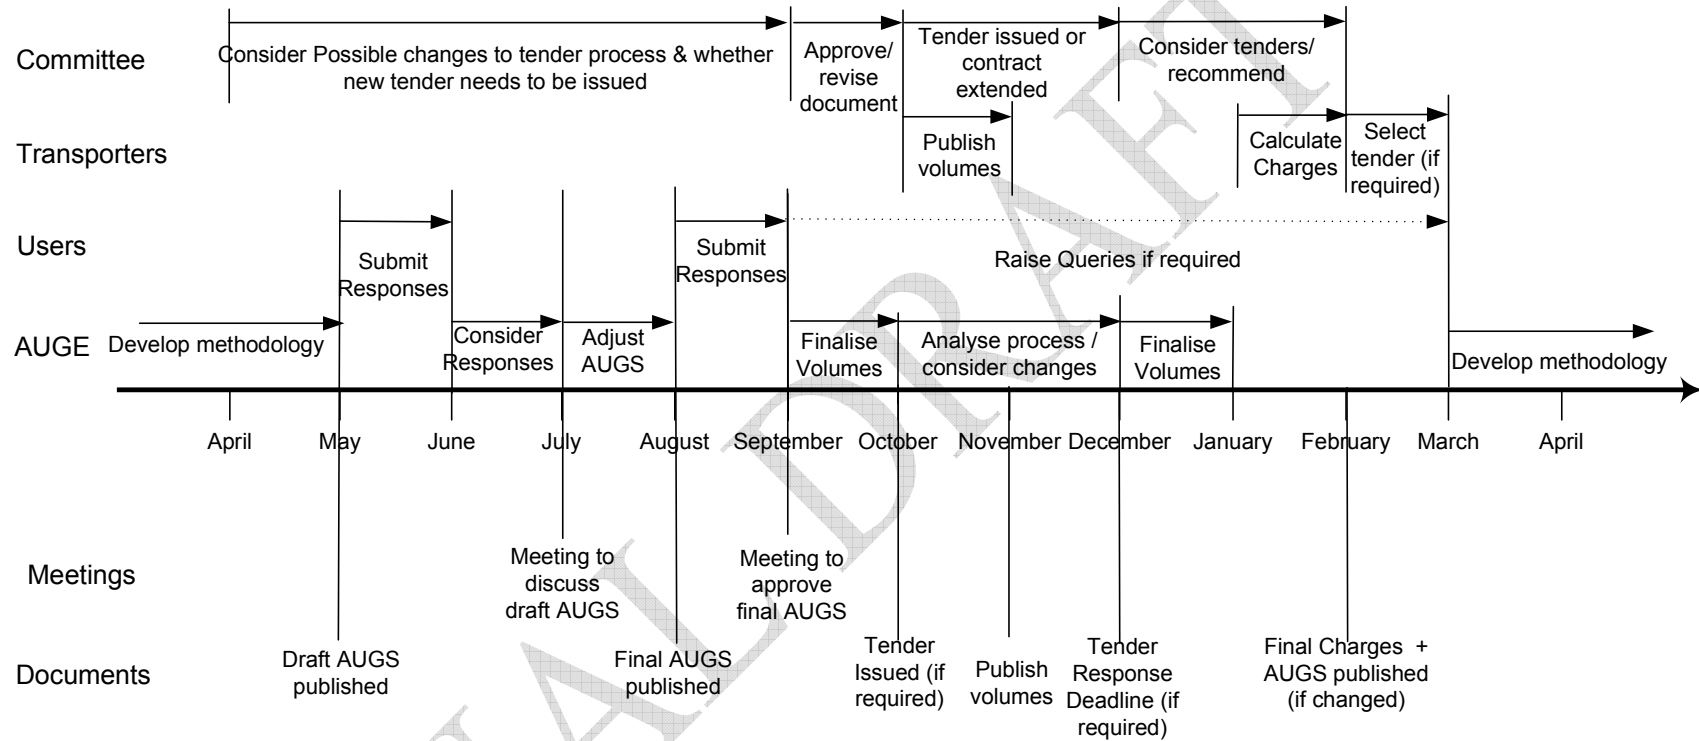 Committee
Consider Possible changes to tender process & whether
new tender needs to be issued
Approve/
revise
document
Tender issued or
contract
extended
Consider tenders/
recommend
Transporters
Publish
volumes
Calculate
Charges
Select
tender (if
required)
Users
Submit
Responses
Submit
Responses
Raise Queries if required
AUGE
Develop methodology
Consider
Responses
Adjust
AUGS
Finalise
Volumes
Analyse process /
consider changes
Finalise
Volumes
Develop methodology
April
May
June
July
August
September
October
November
December
January
February
March
April
Meetings
Meeting to
discuss
draft AUGS
Meeting to
approve
final AUGS
Documents
Draft AUGS
published
Final AUGS
published
Tender
Issued (if
required)
Publish
volumes
Tender
Response
Deadline (if
required)
Final Charges +
AUGS published
(if changed)
DRAFT